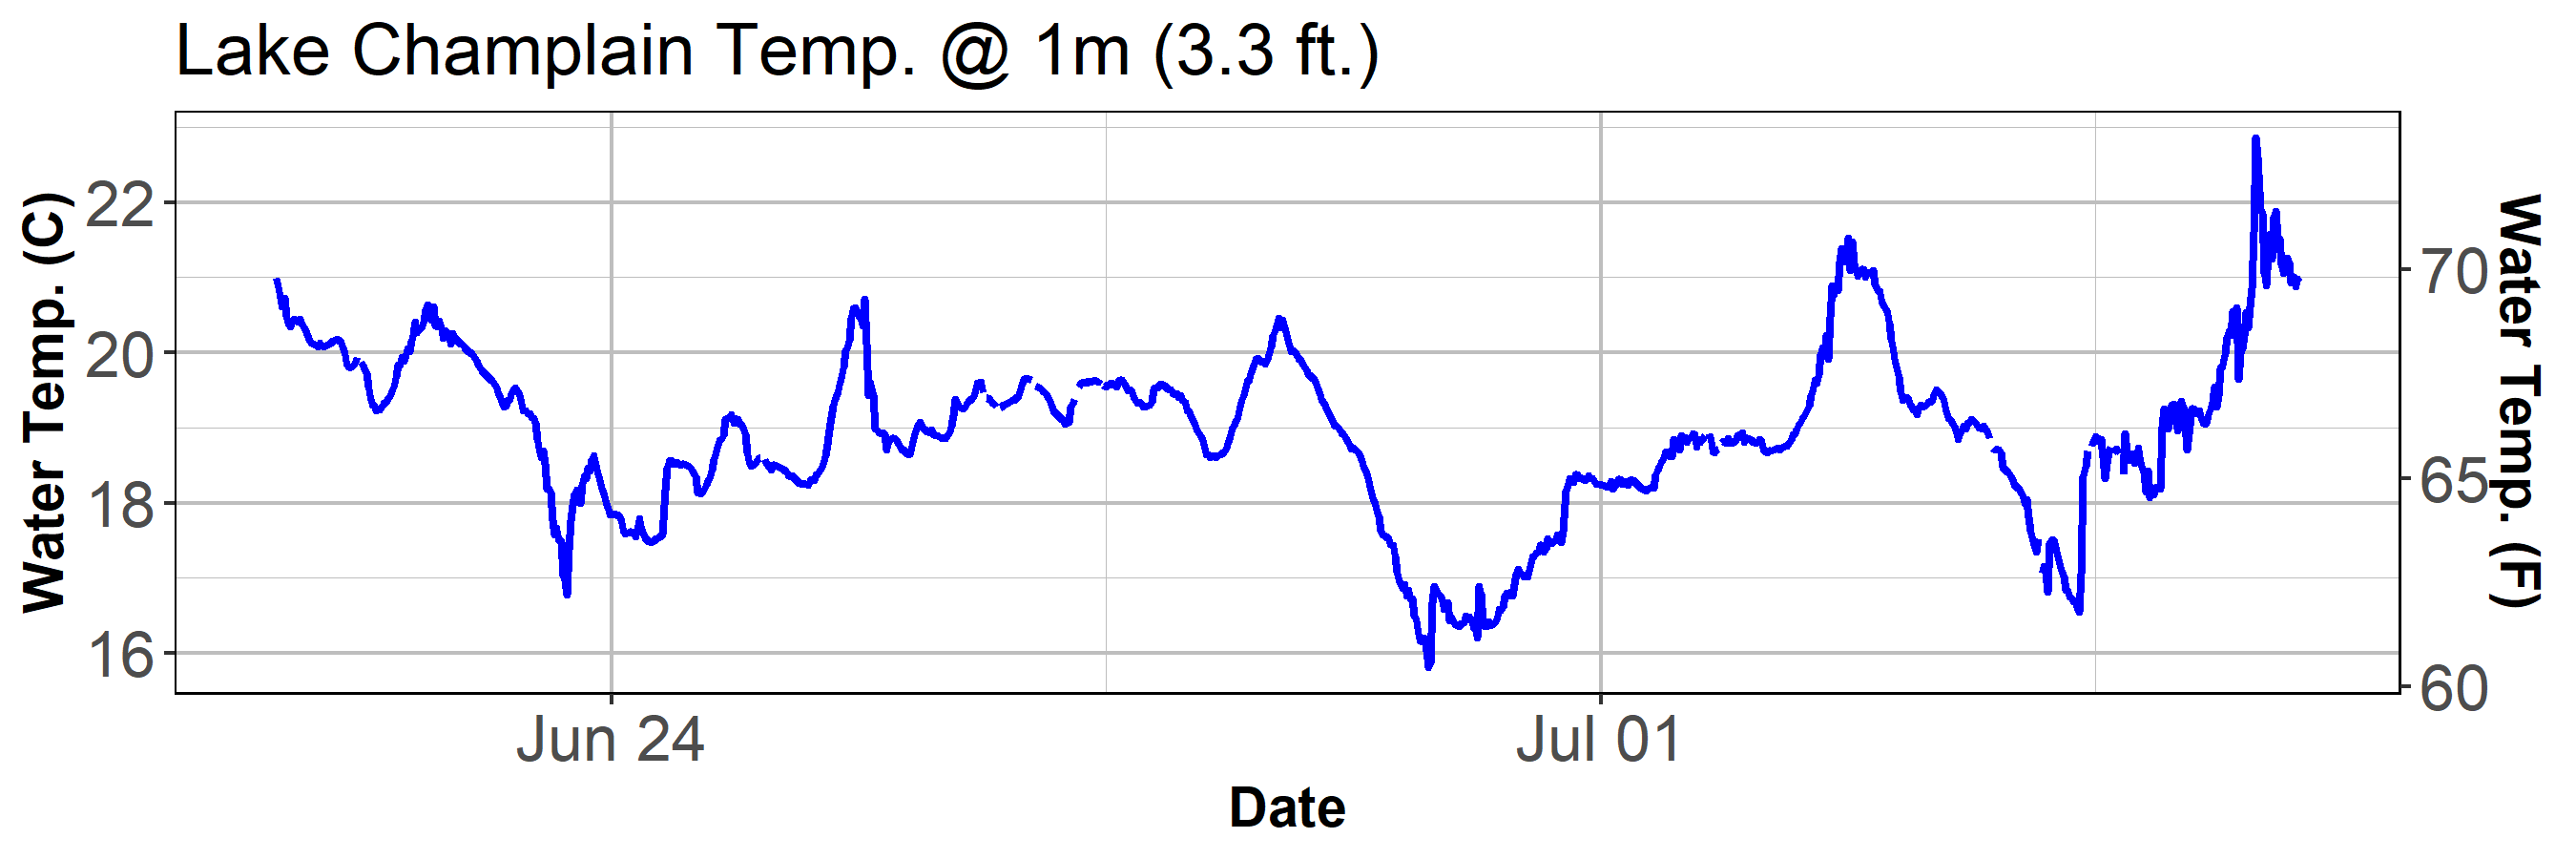 Lake Champlain Temp. @ 1m (3.3 ft.)
Water Temp. (C)
22
20
18
16
70
65
60
Water Temp. (F)
Jun 24
Jul 01
Date